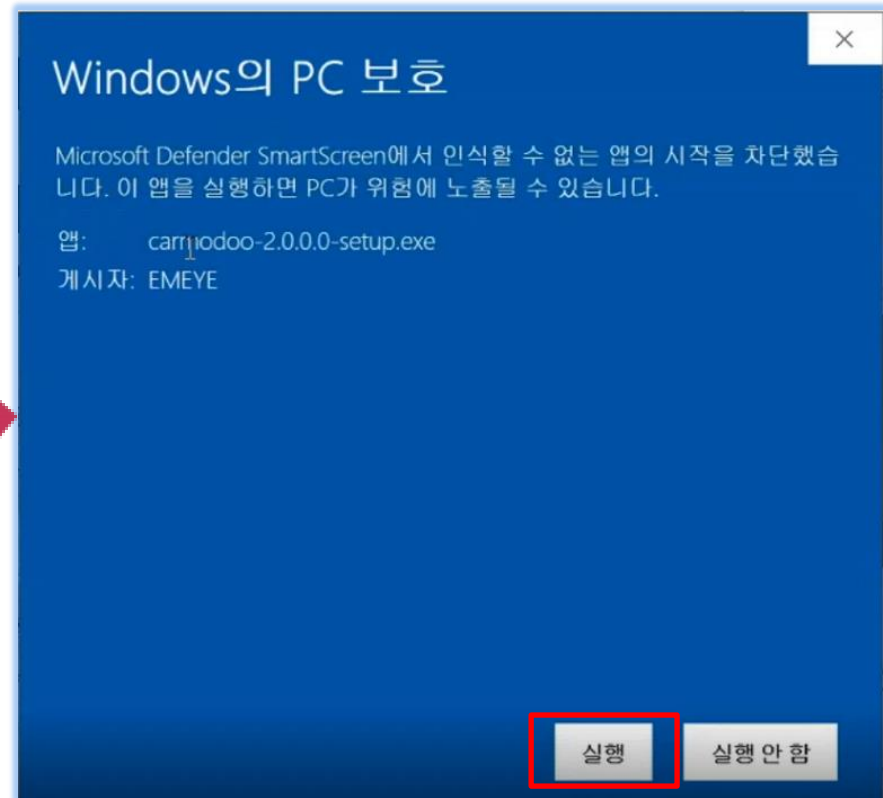 Windows의 PC 보호
Microsoft Defender SmartScreen에서 인식할 수 없는 앱의 시작을 차단했습
니다. 이 앱을 실행하면 PC가 위험에 노출될 수 있습니다.
앱: carmodoo-2.0.0.0-setup.exe
게시자: EMEYE
실행 실행 안 함